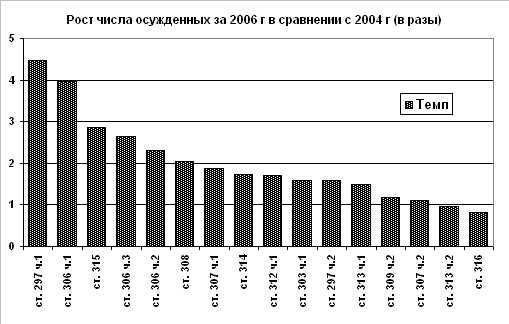 Рост числа осужденных за 2006 г в сравнении с 2004 г (в разы)
5
4
3
2
1
0
Темп
ст. 297 ч.1
ст. 306 ч.1
ст. 315
ст. 306 ч.3
ст. 306 ч.2
ст. 308
ст. 307 ч.1
ст. 314
ст. 312 ч.1
ст. 303 ч.1
ст. 297 ч.2
ст. 313 ч.1
ст. 309 ч.2
ст. 307 ч.2
ст. 313 ч.2
ст. 316